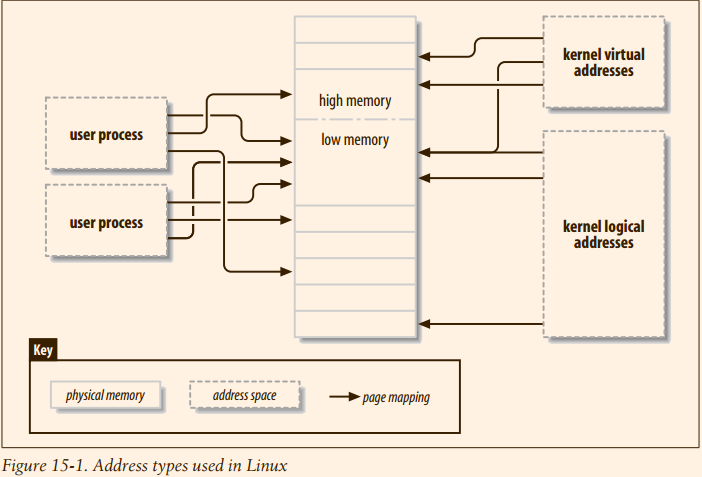 kernel virtual
addresses
high memory
low memory
user process
user process
kernel logical
addresses
Key
physical memory
address space
page mapping
Figure 15-1. Address types used in Linux